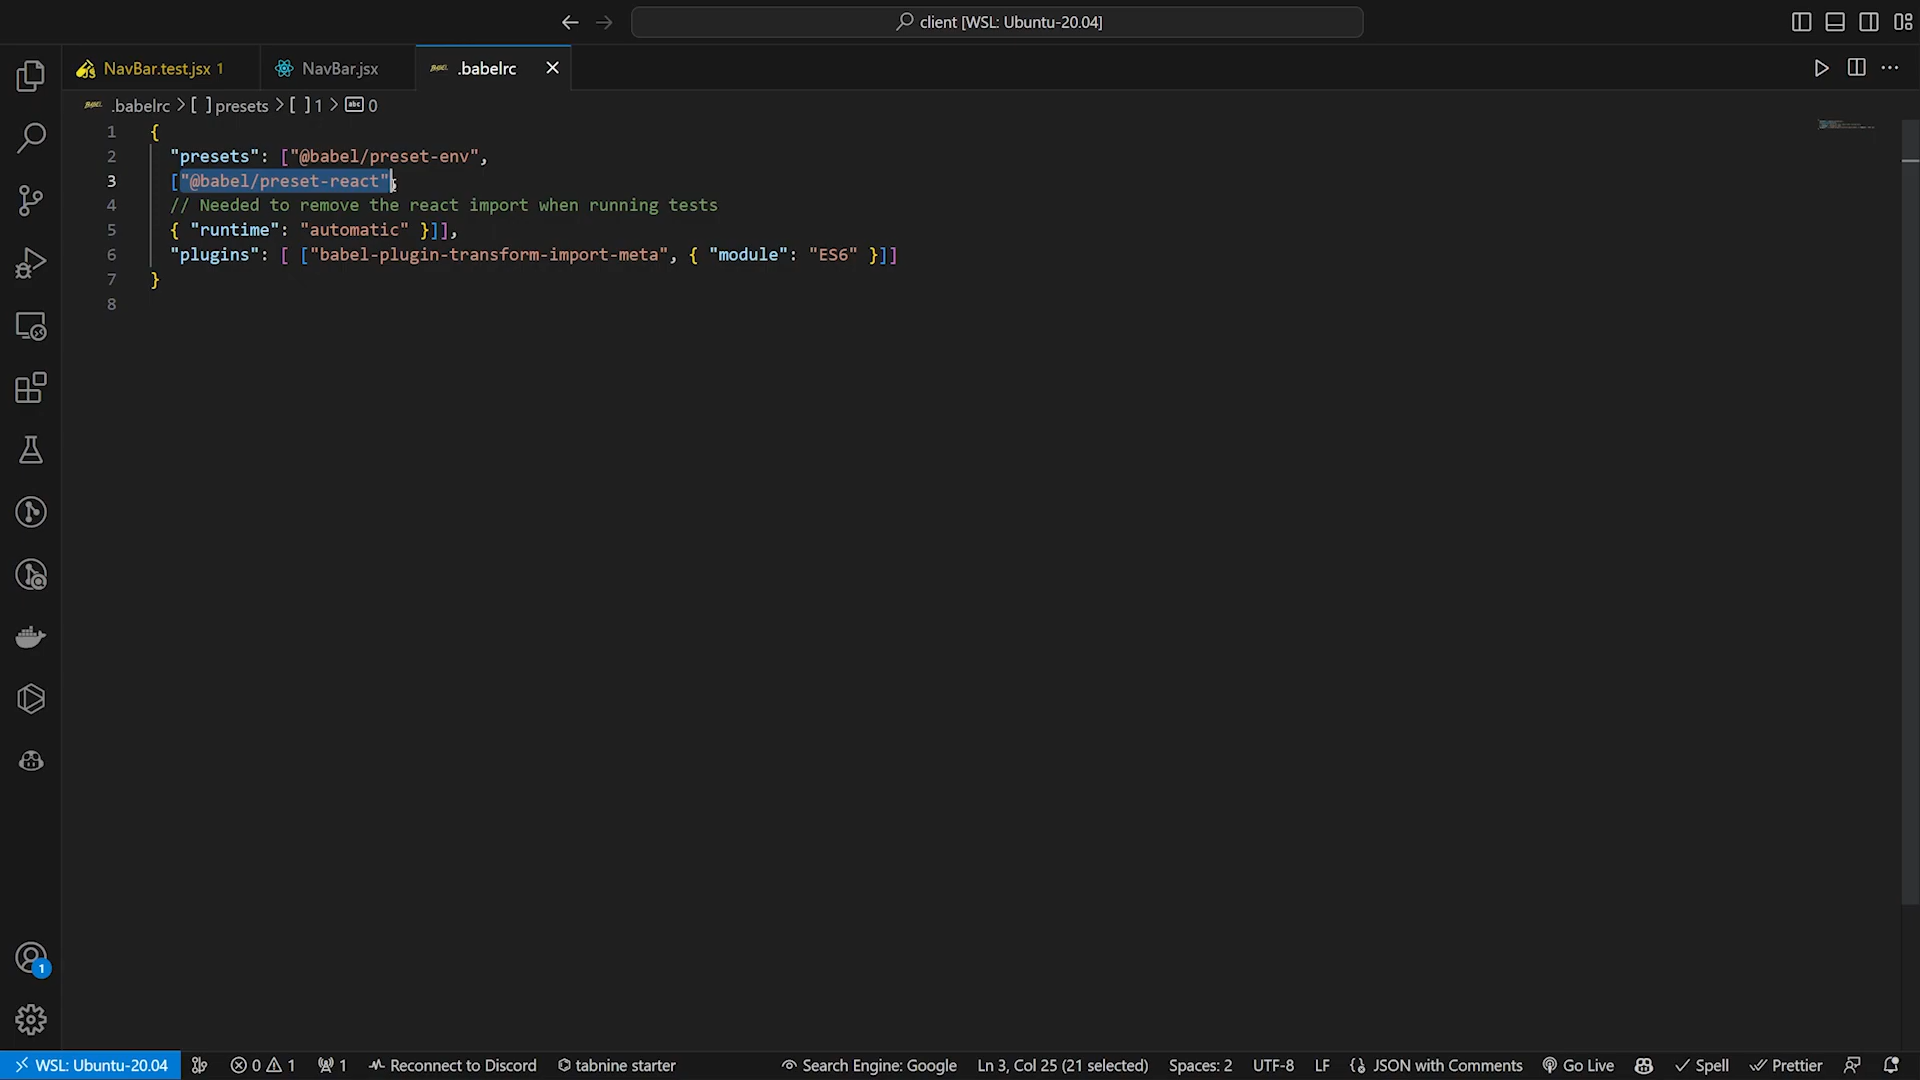 client [WSL: Ubuntu-20.04]
NavBar.test.jsx 1
NavBar.jsx
.babelrc
.babelrc > [ ] presets > [ ] 1 > abc 0
1 {
2 "presets": ["@babel/preset-env",
3 ["@babel/preset-react",
4 // Needed to remove the react import when running tests
5 { "runtime": "automatic" }]],
6 "plugins": [ ["babel-plugin-transform-import-meta", { "module": "ES6" }]]
7 }
8
1
WSL: Ubuntu-20.04 0 1 1 Reconnect to Discord tabnine starter Search Engine: Google Ln 3, Col 25 (21 selected) Spaces: 2 UTF-8 LF JSON with Comments Go Live Spell Prettier